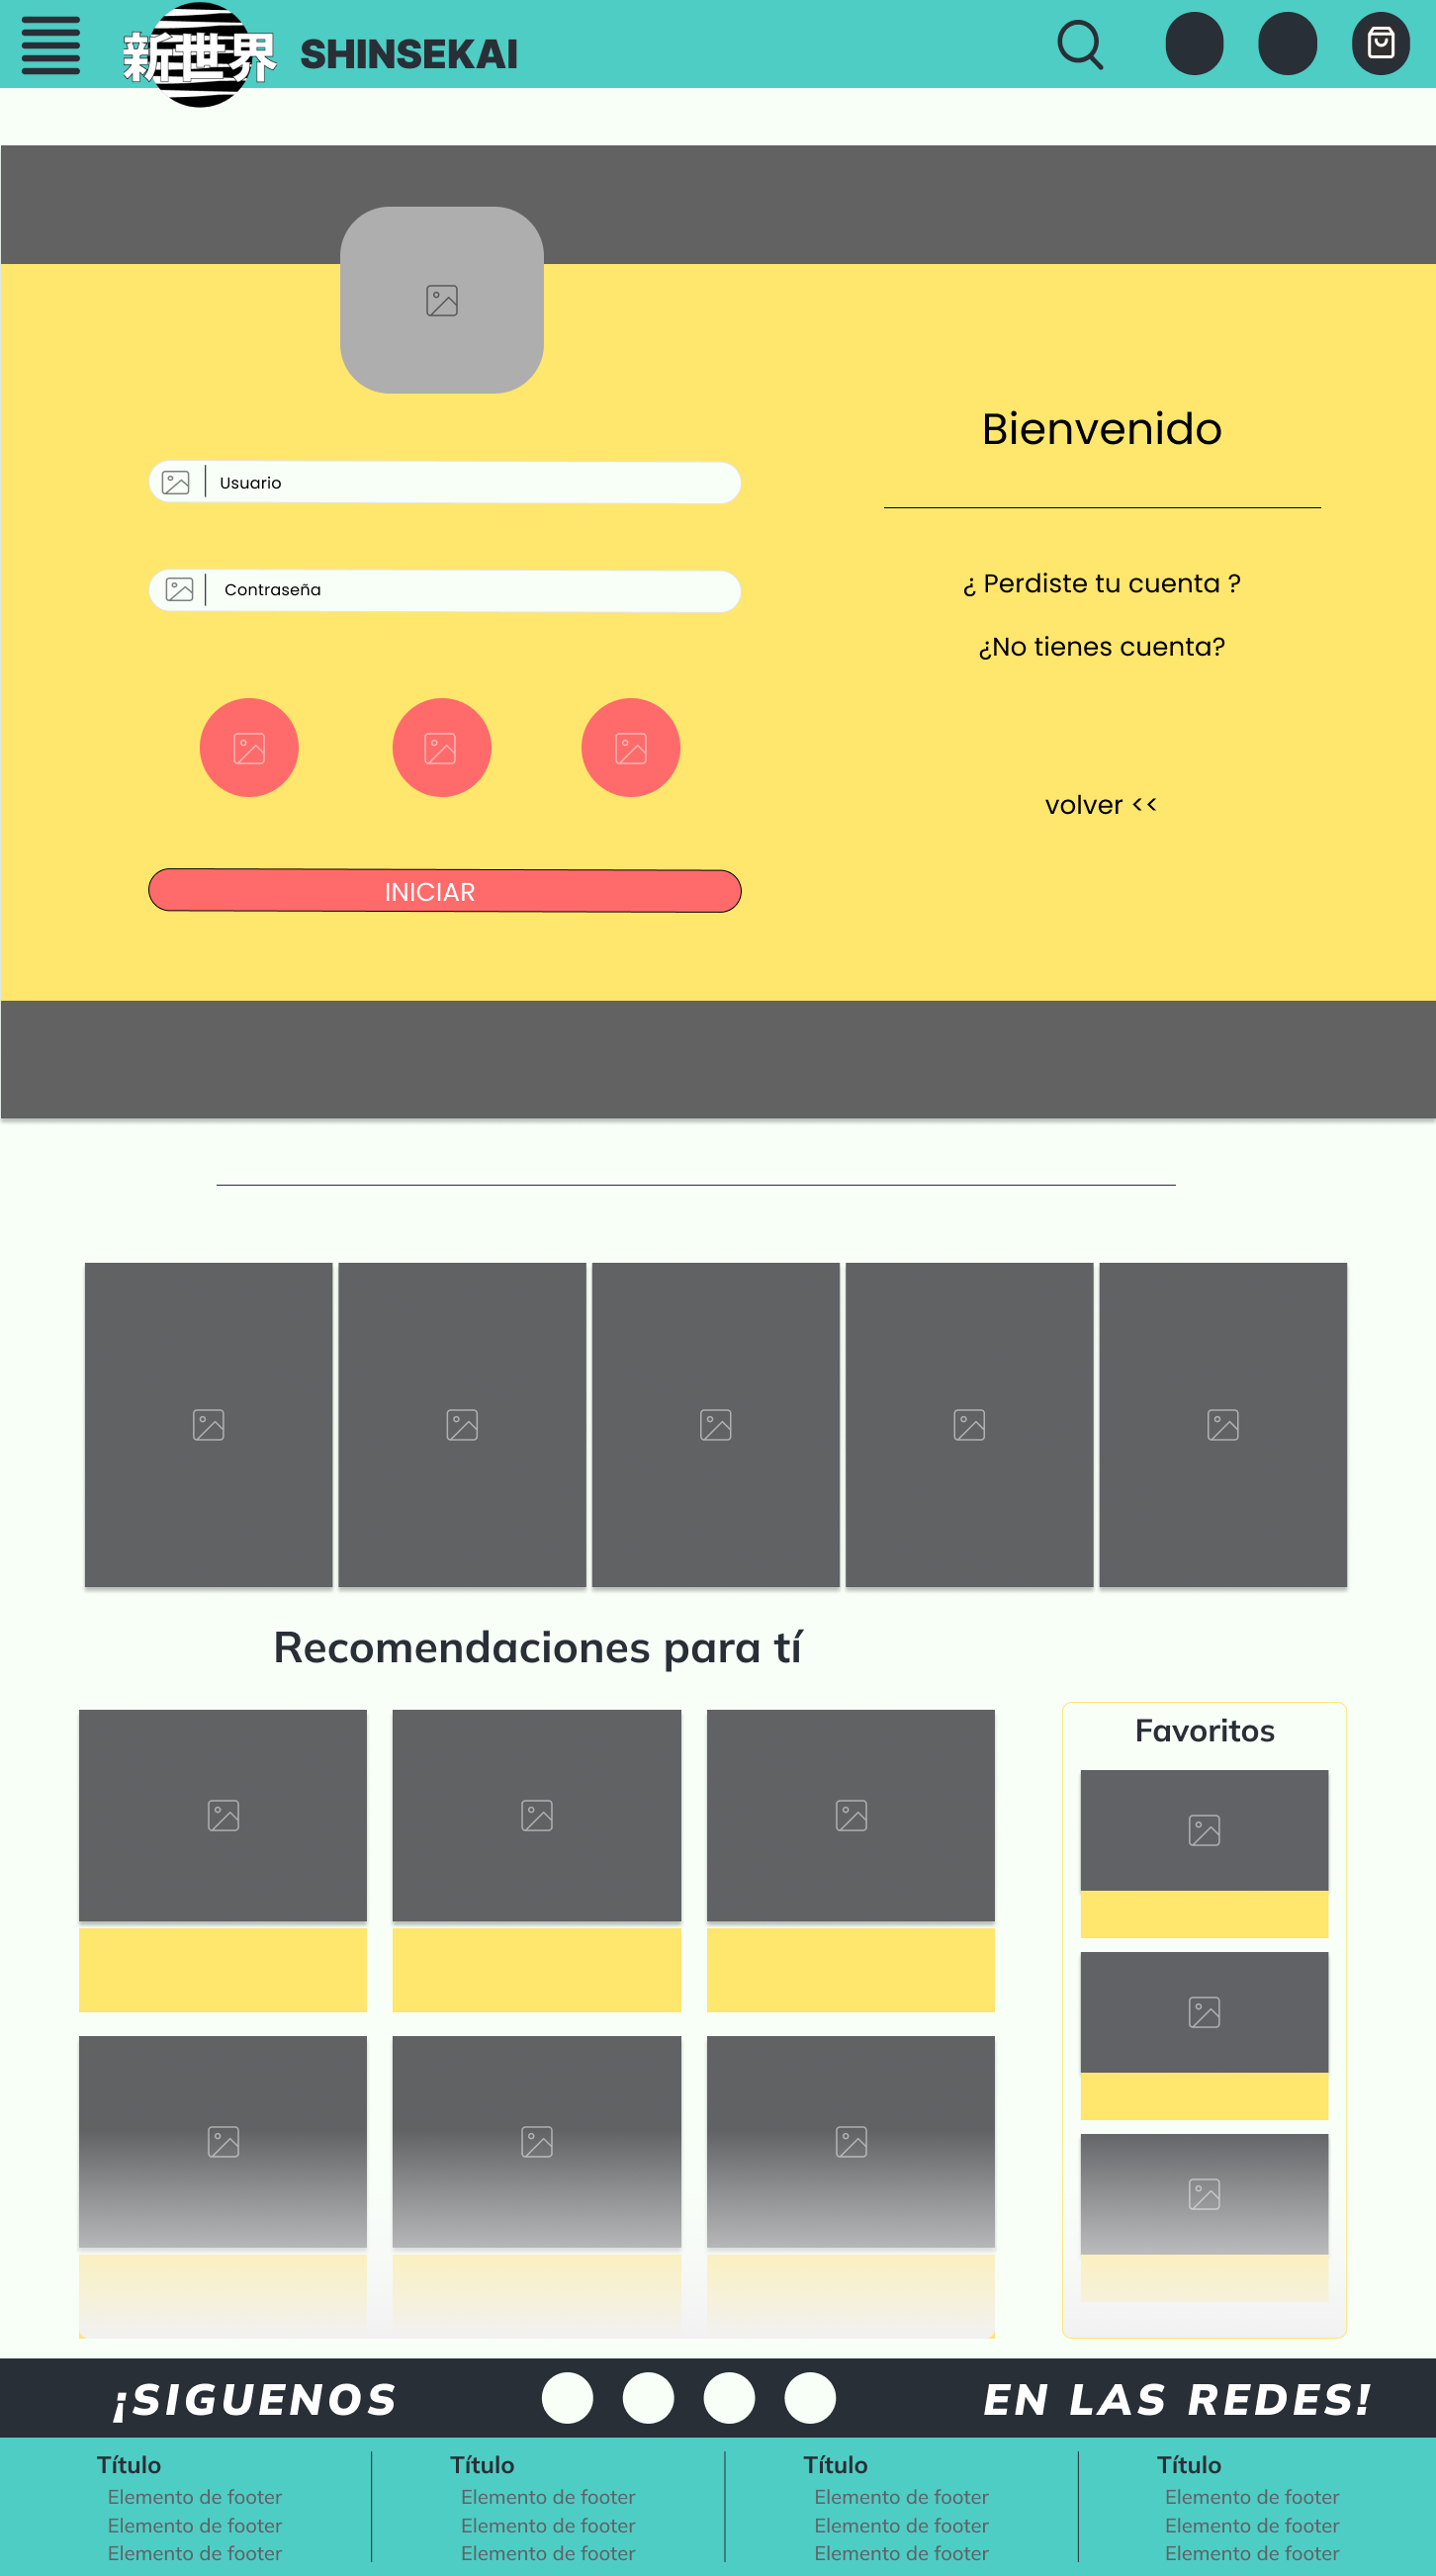 新世界
SHINSEKAI
Bienvenido
Usuario
Contraseña
¿ Perdiste tu cuenta ?
¿No tienes cuenta?
volver <<
INICIAR
Recomendaciones para tí
Favoritos
¡SIGUENOS
EN LAS REDES!
Título
Elemento de footer
Elemento de footer
Elemento de footer
Título
Elemento de footer
Elemento de footer
Elemento de footer
Título
Elemento de footer
Elemento de footer
Elemento de footer
Título
Elemento de footer
Elemento de footer
Elemento de footer